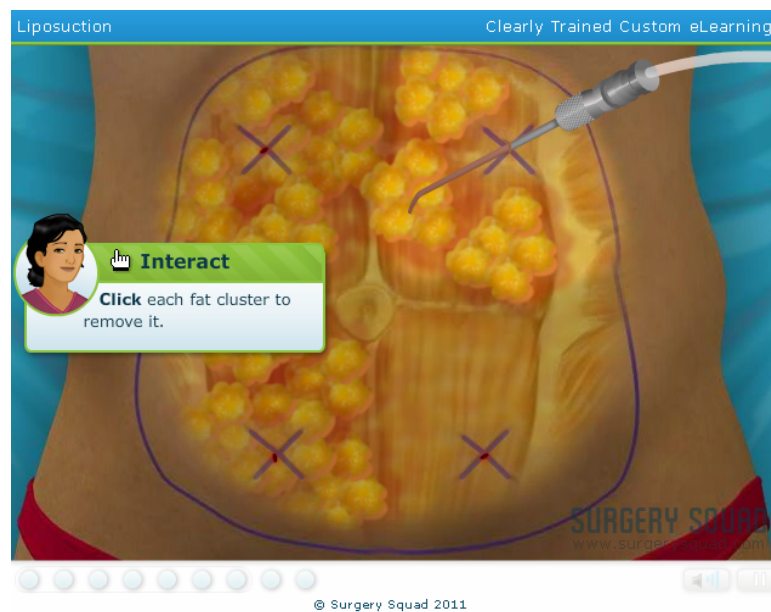 Liposuction
Clearly Trained Custom eLearning
Interact
Click each fat cluster to
remove it.
SURGERY SQUAD
www.surgerysquad.com
© Surgery Squad 2011